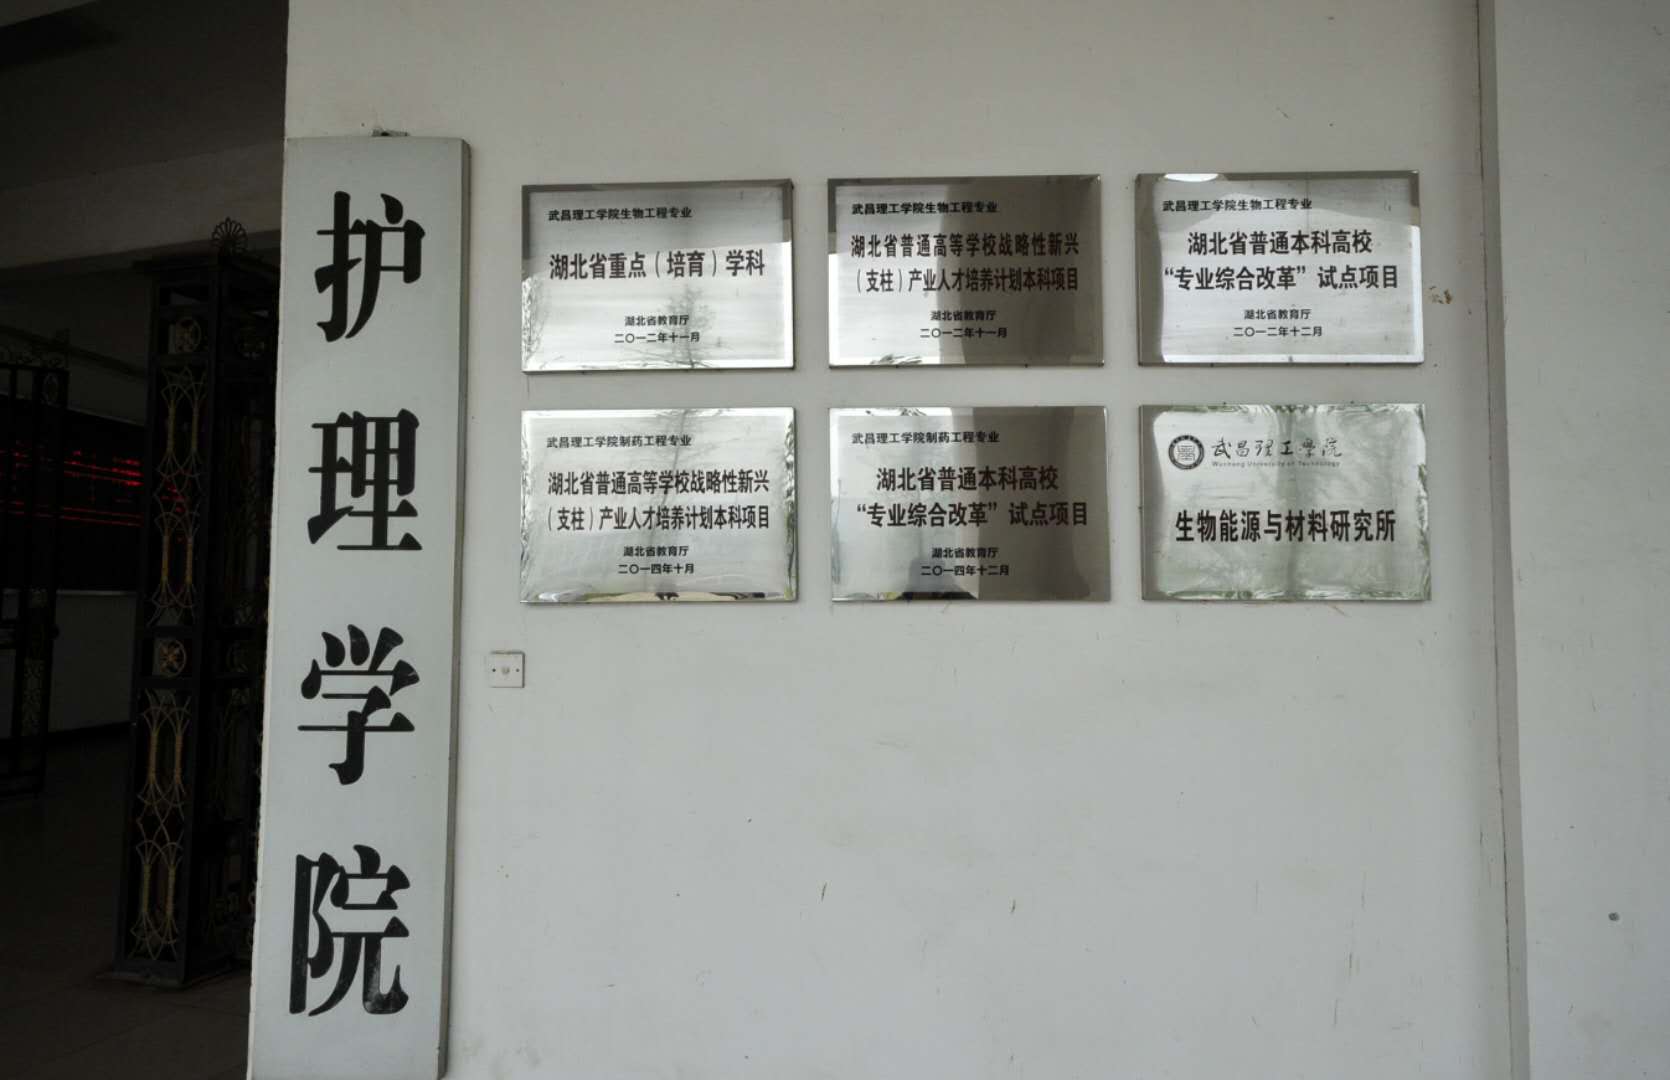 护理学院
武昌理工学院生物工程专业
湖北省重点（培育）学科
湖北省教育厅
二〇一二年十一月
武昌理工学院生物工程专业
湖北省普通高等学校战略性新兴
（支柱）产业人才培养计划本科项目
湖北省教育厅
二〇一二年十一月
武昌理工学院生物工程专业
湖北省普通本科高校
“专业综合改革”试点项目
湖北省教育厅
二〇一二年十二月
武昌理工学院制药工程专业
湖北省普通高等学校战略性新兴
（支柱）产业人才培养计划本科项目
湖北省教育厅
二〇一四年十月
武昌理工学院制药工程专业
湖北省普通本科高校
“专业综合改革”试点项目
湖北省教育厅
二〇一四年十二月
武昌理工學院
Wuchang University of Technology
生物能源与材料研究所